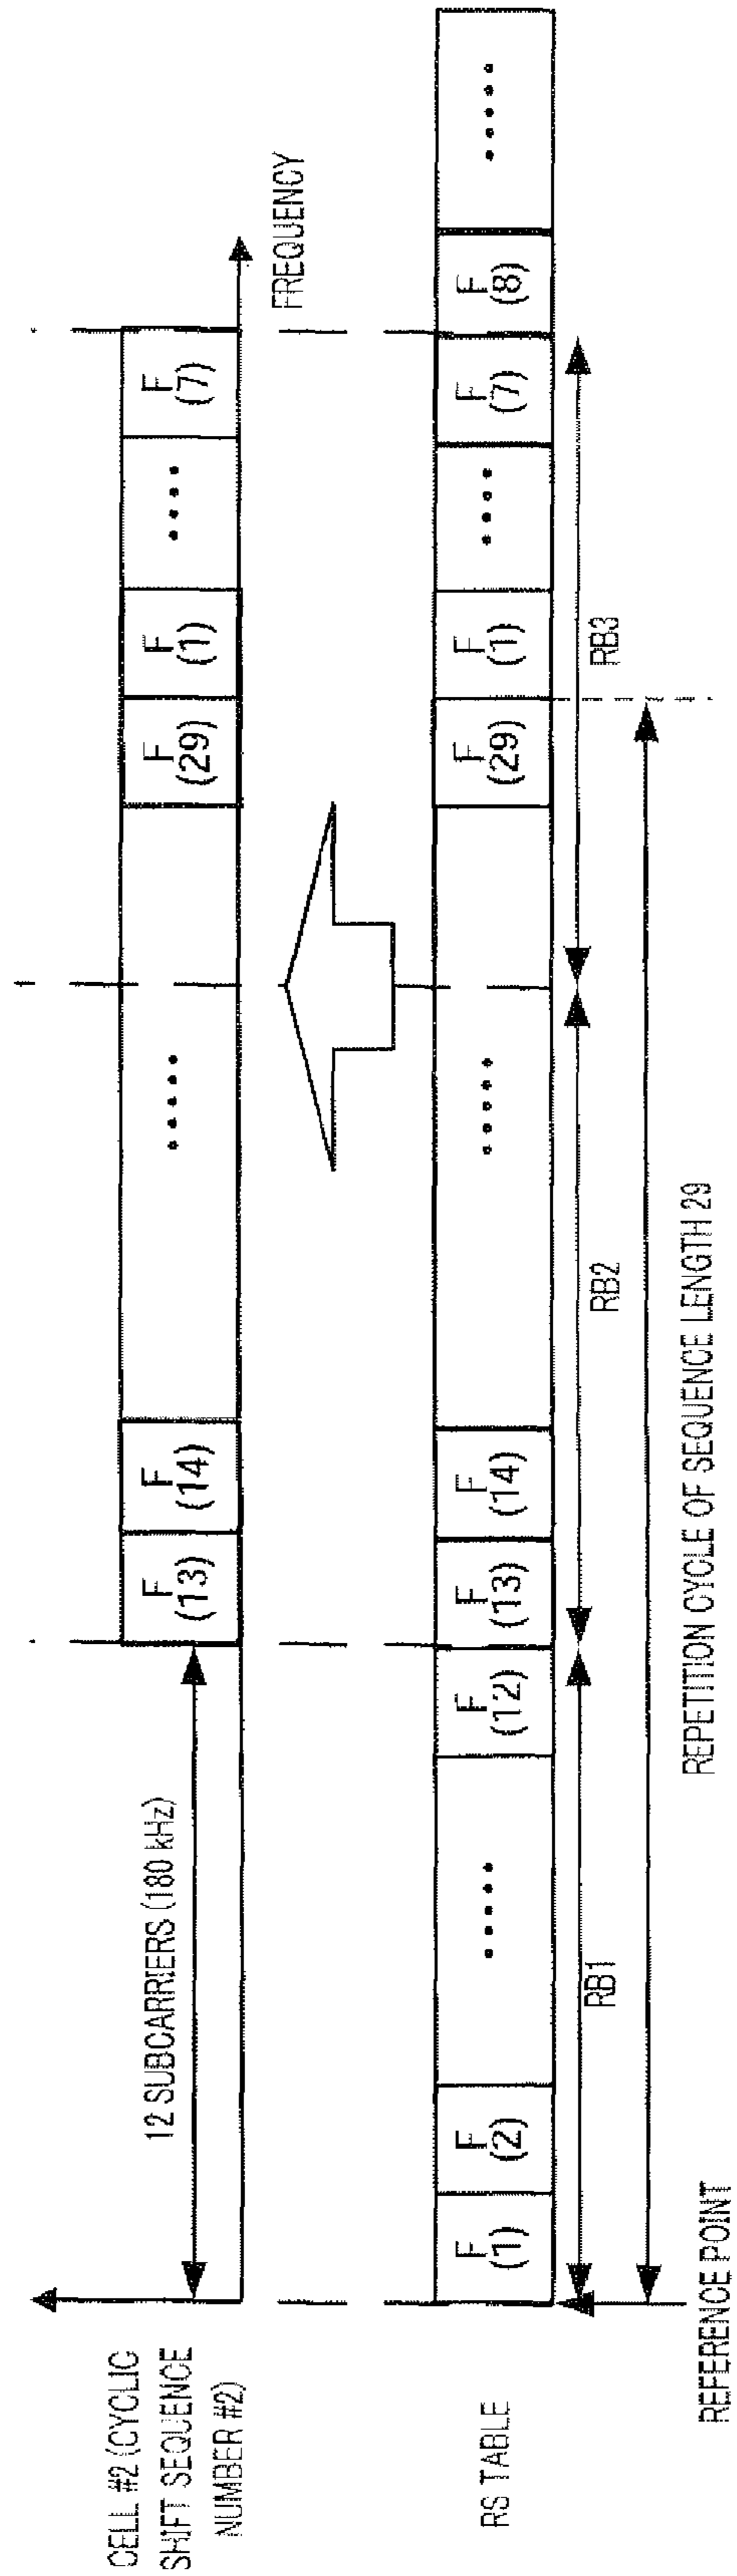 CELL #2 (CYCLIC
SHIFT SEQUENCE
NUMBER #2)
12 SUBCARRIERS (180 kHz)
F
(13)
F
(14)
.....
F
(29)
F
(1)
....
F
(7)
FREQUENCY
RS TABLE
F
(1)
F
(2)
.....
F
(12)
F
(13)
F
(14)
.....
F
(29)
F
(1)
....
F
(7)
F
(8)
.....
RB1
RB2
RB3
REFERENCE POINT
REPETITION CYCLE OF SEQUENCE LENGTH 29